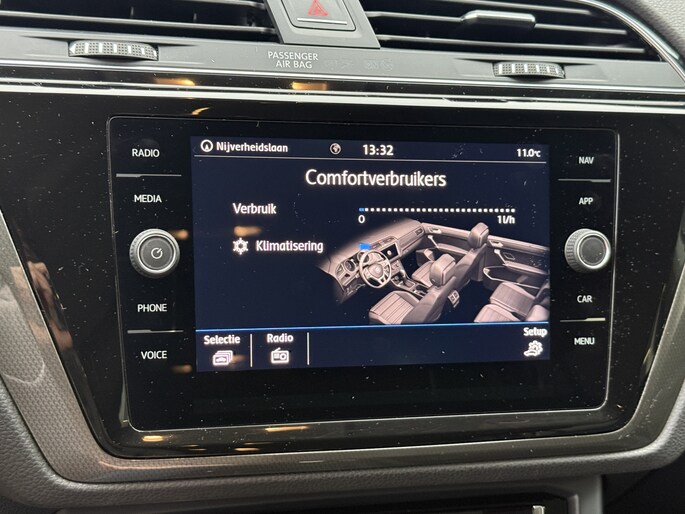 PASSENGER
AIR BAG
RADIO
MEDIA
PHONE
VOICE
Nijverheidslaan
13:32
11.0°C
Comfortverbruikers
Verbruik
0
1l/h
Klimatisering
Selectie
Radio
Setup
NAV
APP
CAR
MENU